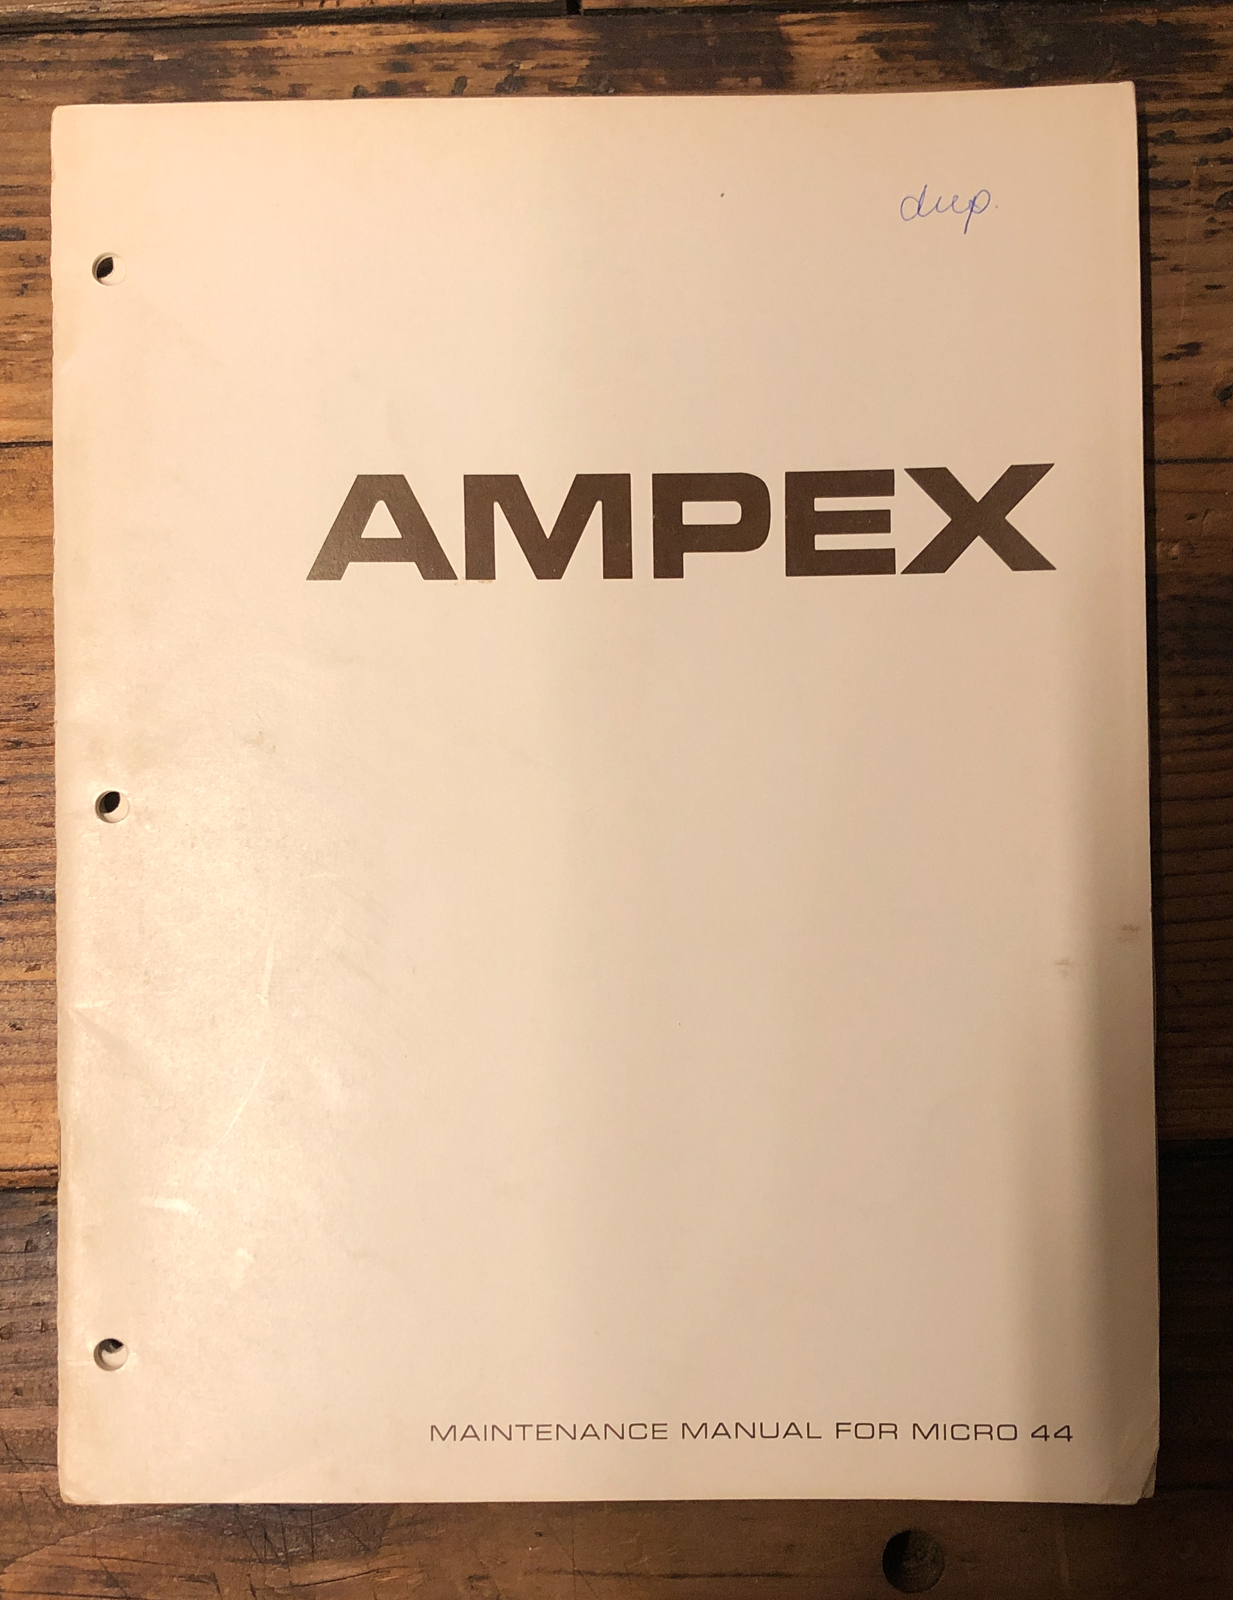 dup.
AMPEX
MAINTENANCE MANUAL FOR MICRO 44